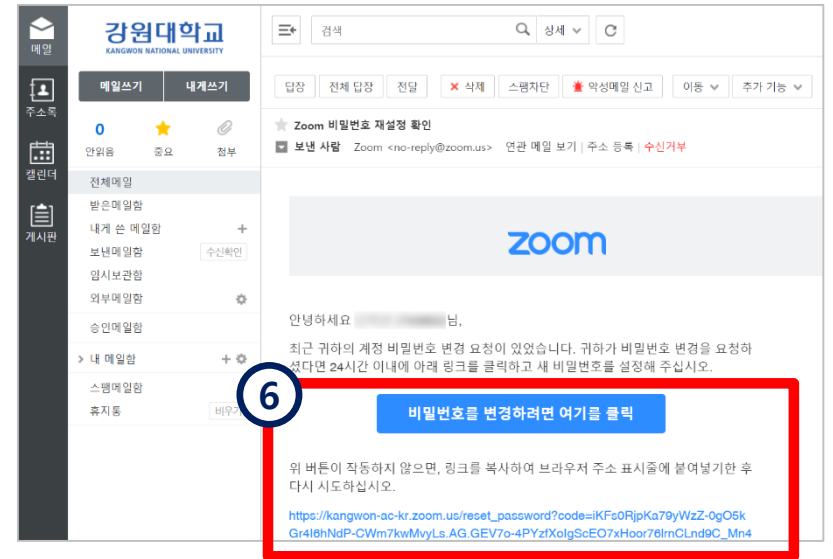 메일
주소록
캘린더
게시판
강원대학교
KANGWON NATIONAL UNIVERSITY
메일쓰기 내게쓰기
0
안읽음 중요 첨부
전체메일
받은메일함
내게 쓴 메일함 +
보낸메일함 수신확인
임시보관함
외부메일함
승인메일함
> 내 메일함 +
스팸메일함
휴지통
검색 상세
답장 전체 답장 전달 × 삭제 스팸차단 악성메일 신고 이동 추가 기능
Zoom 비밀번호 재설정 확인
보낸 사람 Zoom <no-reply@zoom.us> 연관 메일 보기 | 주소 등록 | 수신거부
zoom
안녕하세요 님,
최근 귀하의 계정 비밀번호 변경 요청이 있었습니다. 귀하가 비밀번호 변경을 요청하
셨다면 24시간 이내에 아래 링크를 클릭하고 새 비밀번호를 설정해 주십시오.
6
비밀번호를 변경하려면 여기를 클릭
위 버튼이 작동하지 않으면, 링크를 복사하여 브라우저 주소 표시줄에 붙여넣기한 후
다시 시도하십시오.
https://kangwon-ac-kr.zoom.us/reset_password?code=iKFs0RjpKa79yWzZ-0gO5k
Gr4I6hNdP-CWm7kwMvyLs.AG.GEV7o-4PYzfXoIgScEO7xHoor76lrnCLnd9C_Mn4